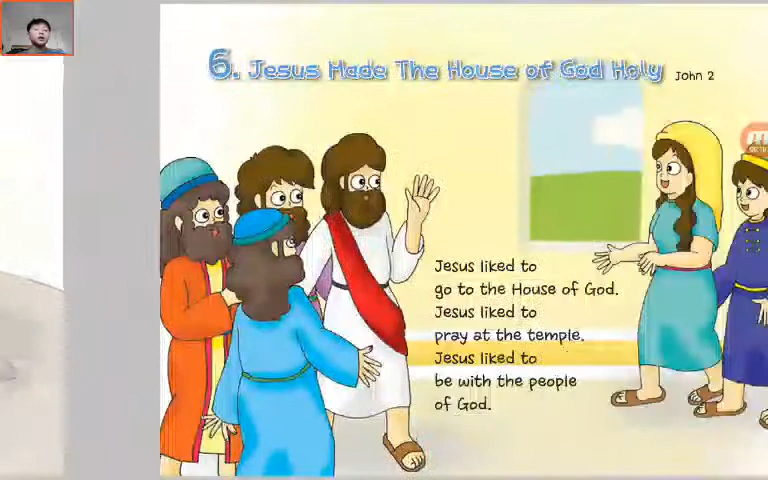 6. Jesus Made The House of God Holy John 2
Jesus liked to
go to the House of God.
Jesus liked to
pray at the temple.
Jesus liked to
be with the people
of God.